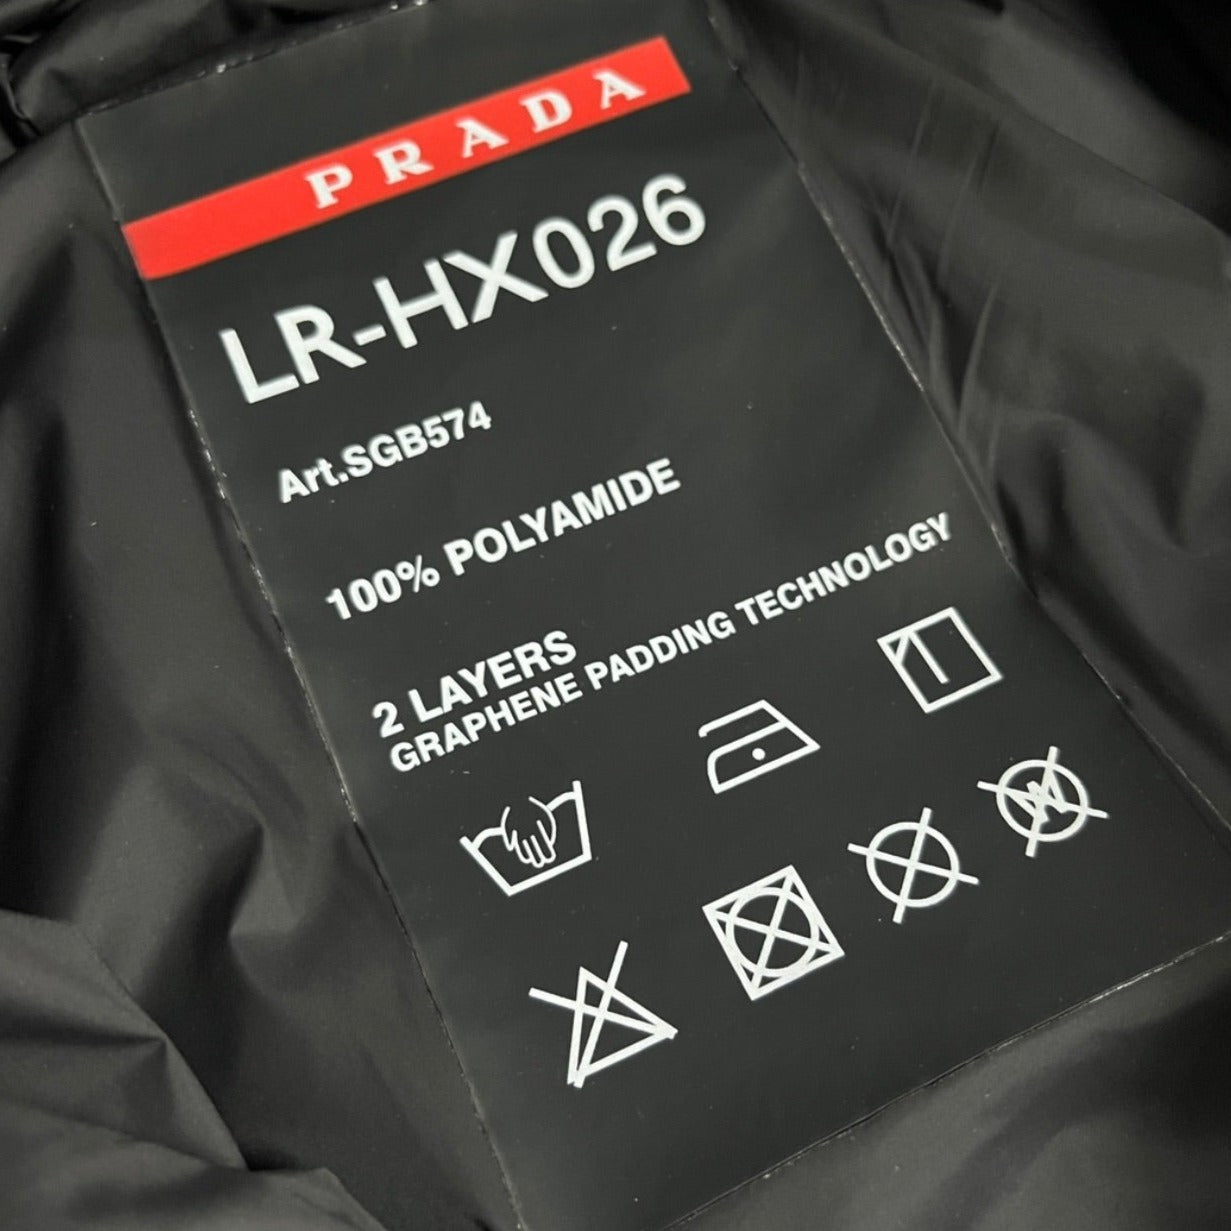 PRADA
LR-HX026
Art.SGB574
100% POLYAMIDE
2 LAYERS
GRAPHENE PADDING TECHNOLOGY
W